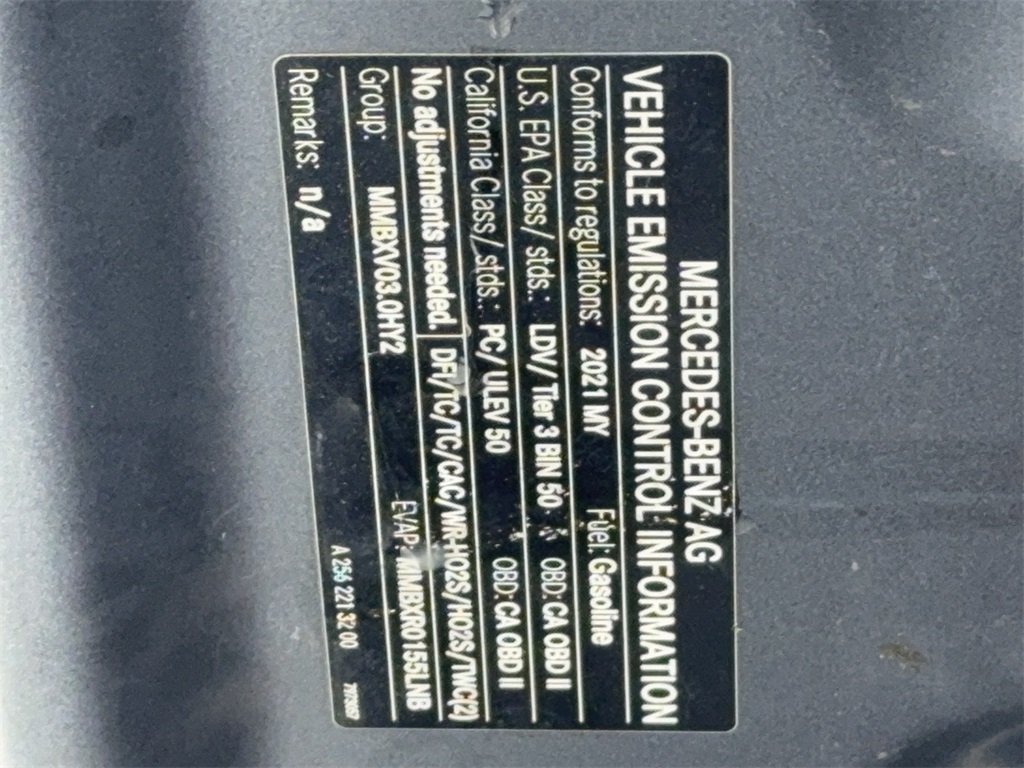 MERCEDES-BENZ AG
VEHICLE EMISSION CONTROL INFORMATION
Conforms to regulations: 2021 MY Fuel: Gasoline
U.S. EPA Class/ stds.: LDV/ Tier 3 BIN 50 OBD: CA OBD II
California Class/ stds.: PC/ ULEV 50 OBD: CA OBD II
No adjustments needed. DFI/TC/TC/CAC/WR-HO2S/HO2S/TWC(2)
Group: MMBXV03.0HY2 EVAP: MMBXR0155LNB
Remarks: n/a
A 254 221 32 00